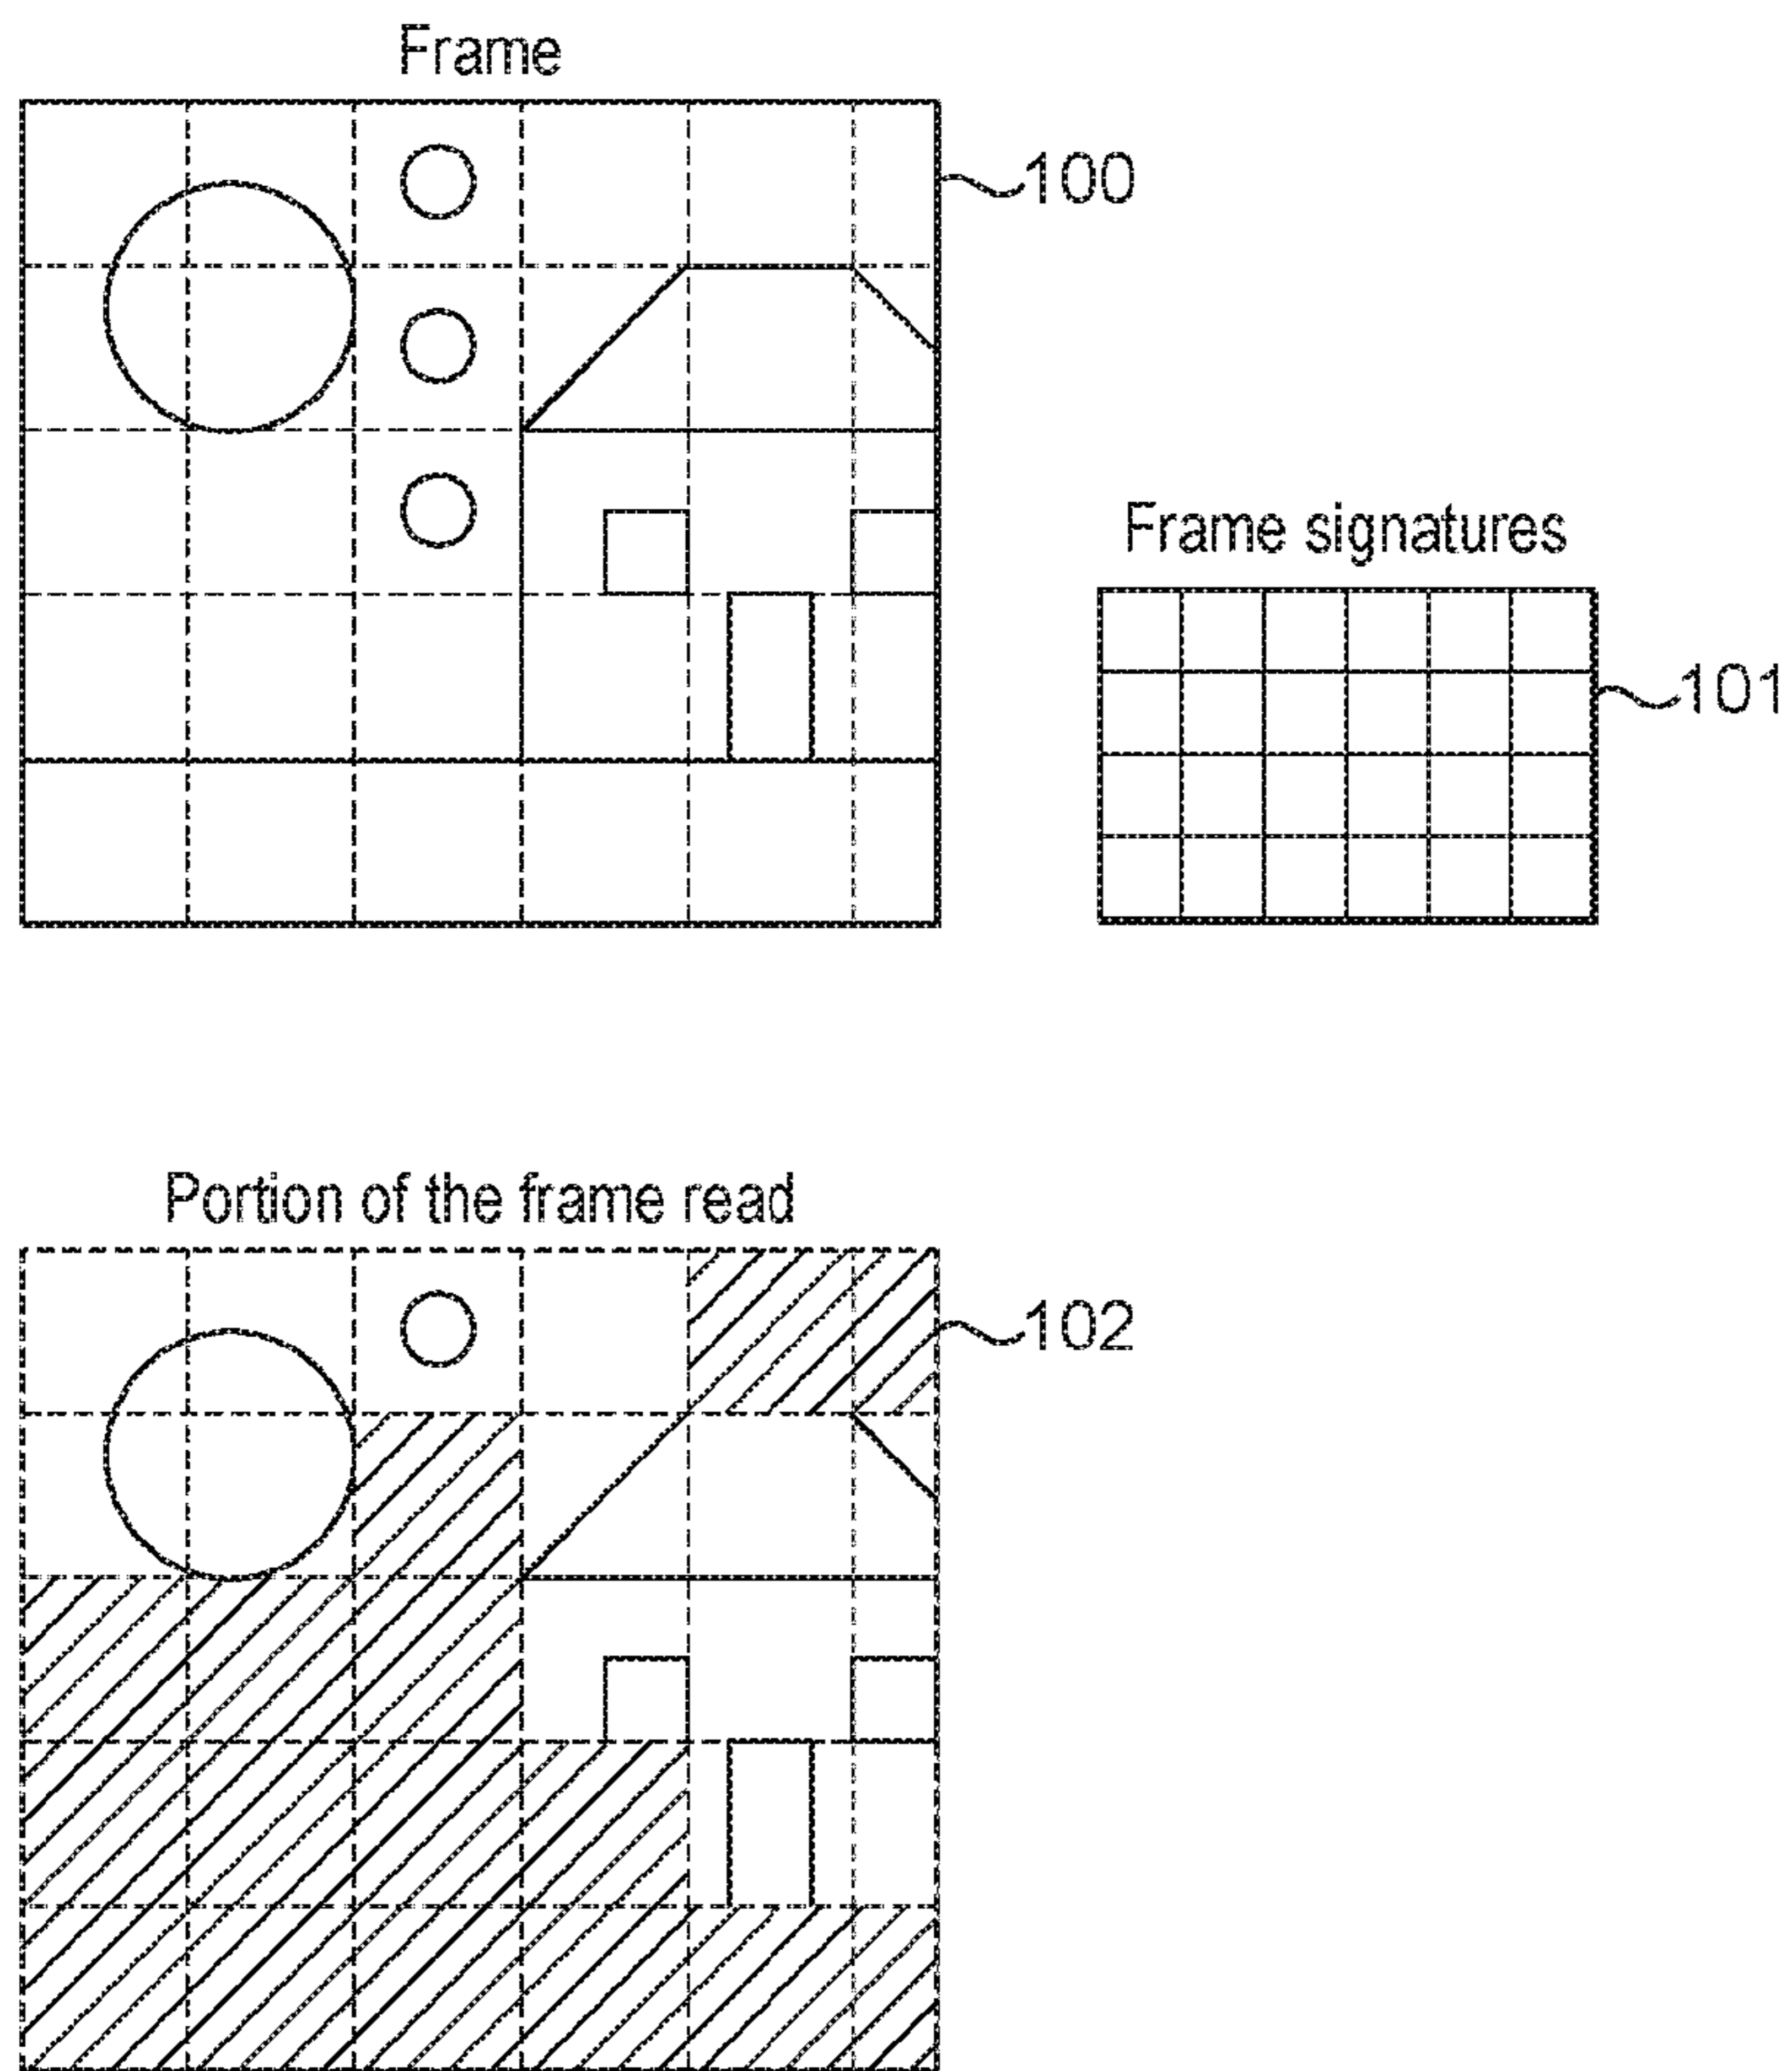 Frame
100
Frame signatures
101
Portion of the frame read
102